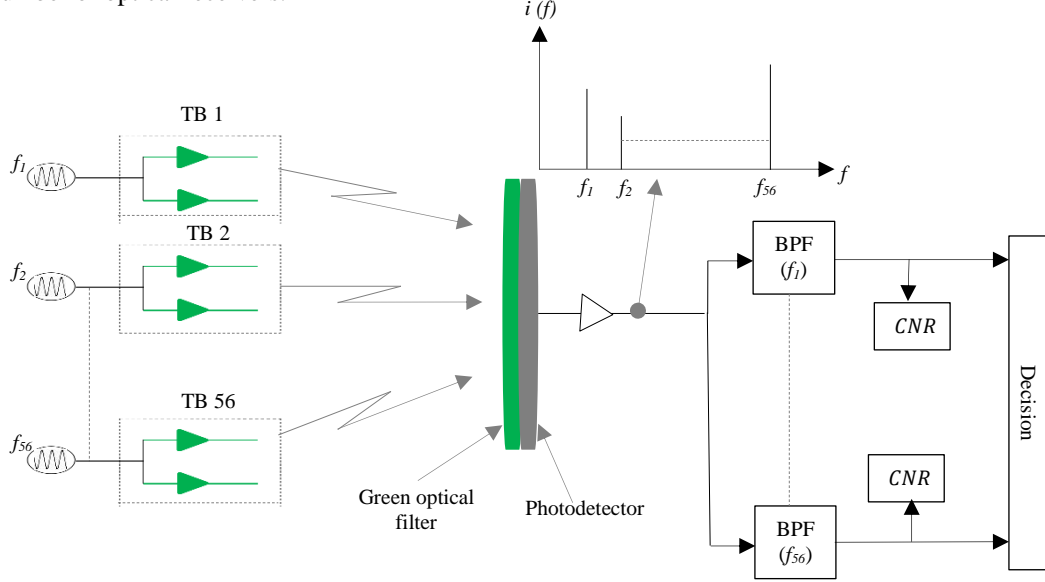 i (f)
TB 1
f1
f1
f2
f56
f
TB 2
f2
BPF
(f1)
CNR
TB 56
Decision
f56
CNR
Green optical
filter
Photodetector
BPF
(f56)